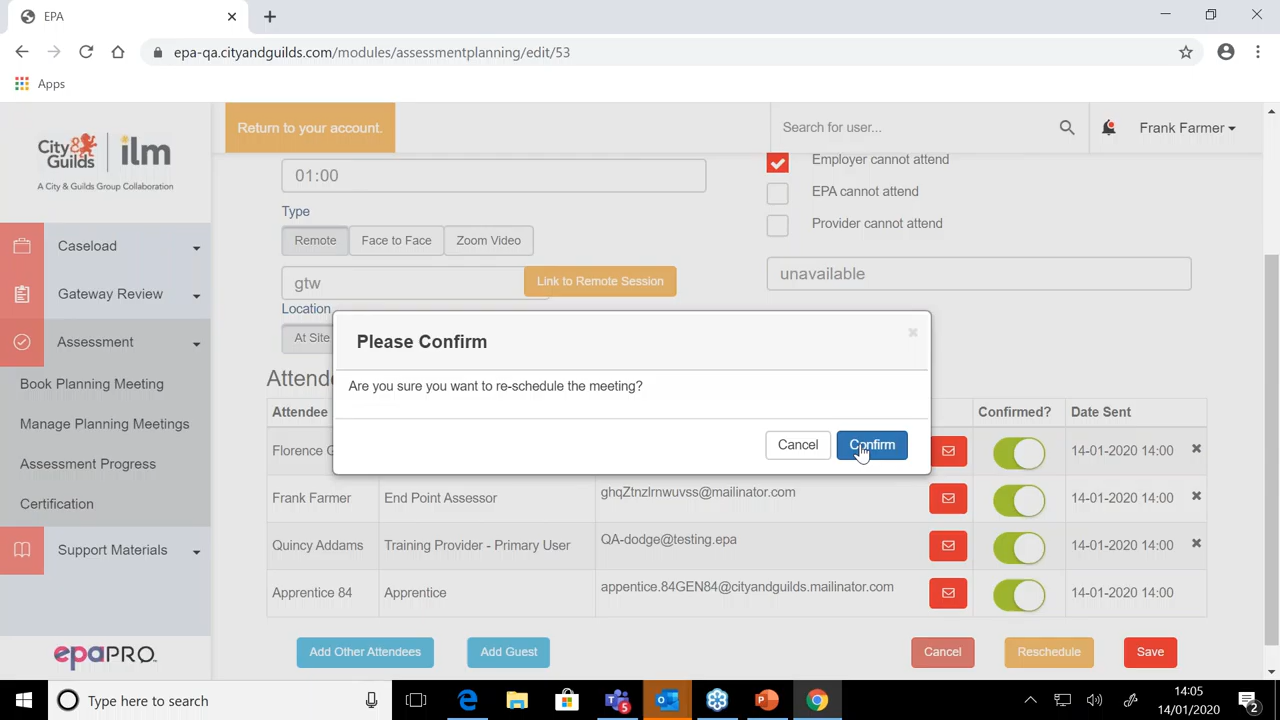 EPA
epa-qa.cityandguilds.com/modules/assessmentplanning/edit/53
Apps
City & Guilds
ilm
A City & Guilds Group Collaboration
Return to your account.
Search for user...
Frank Farmer
Caseload
Gateway Review
Assessment
Book Planning Meeting
Manage Planning Meetings
Assessment Progress
Certification
Support Materials
epaPRO
01:00
Type
Remote
Face to Face
Zoom Video
gtw
Link to Remote Session
Location
At Site
Employer cannot attend
EPA cannot attend
Provider cannot attend
unavailable
Please Confirm
Are you sure you want to re-schedule the meeting?
Cancel
Confirm
Attendee
Confirmed?
Date Sent
Florence
14-01-2020 14:00
Frank Farmer
End Point Assessor
ghqZtnzlrnwuvss@mailinator.com
14-01-2020 14:00
Quincy Addams
Training Provider - Primary User
QA-dodge@testing.epa
14-01-2020 14:00
Apprentice 84
Apprentice
appentice.84GEN84@cityandguilds.mailinator.com
14-01-2020 14:00
Add Other Attendees
Add Guest
Cancel
Reschedule
Save
Type here to search
5
14:05
14/01/2020
2